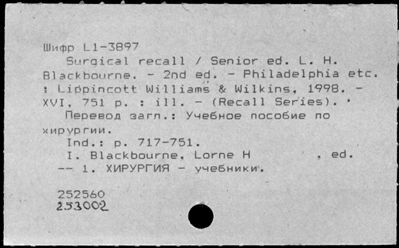 Шифр L1-3897
Surgical recall / Senior ed. L. H.
Blackbourne. - 2nd ed. - Philadelphia etc.
: Lippincott Williams & Wilkins, 1998. -
XVI, 751 p. : ill. - (Recall Series).
Перевод загл.: Учебное пособие по
хирургии.
Ind.: p. 717-751.
I. Blackbourne, Lorne H , ed.
-- 1. ХИРУРГИЯ - учебники.
252560
253002